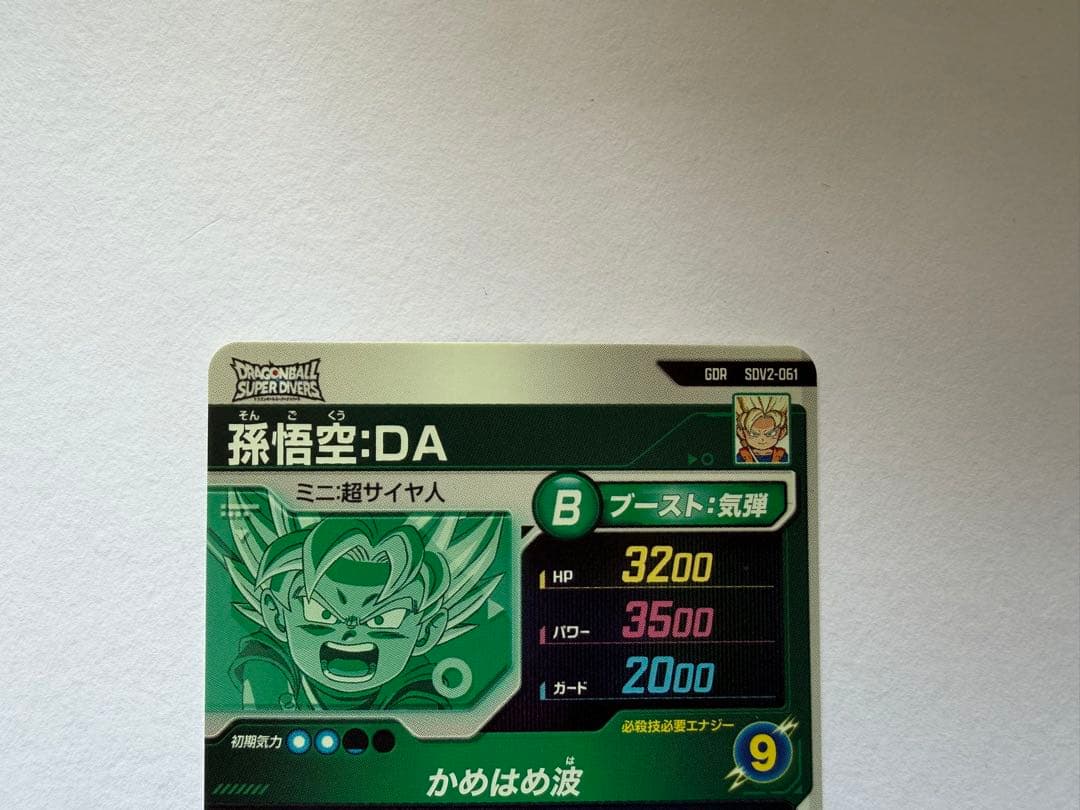 DRAGONBALL
SUPER DIVERS
GDR SDV2-061
そん ご くう
孫悟空:DA
ミニ:超サイヤ人
B ブースト:気弾
HP 3200
パワー 3500
ガード 2000
必殺技必要エナジー
9
初期気力
は
かめはめ波